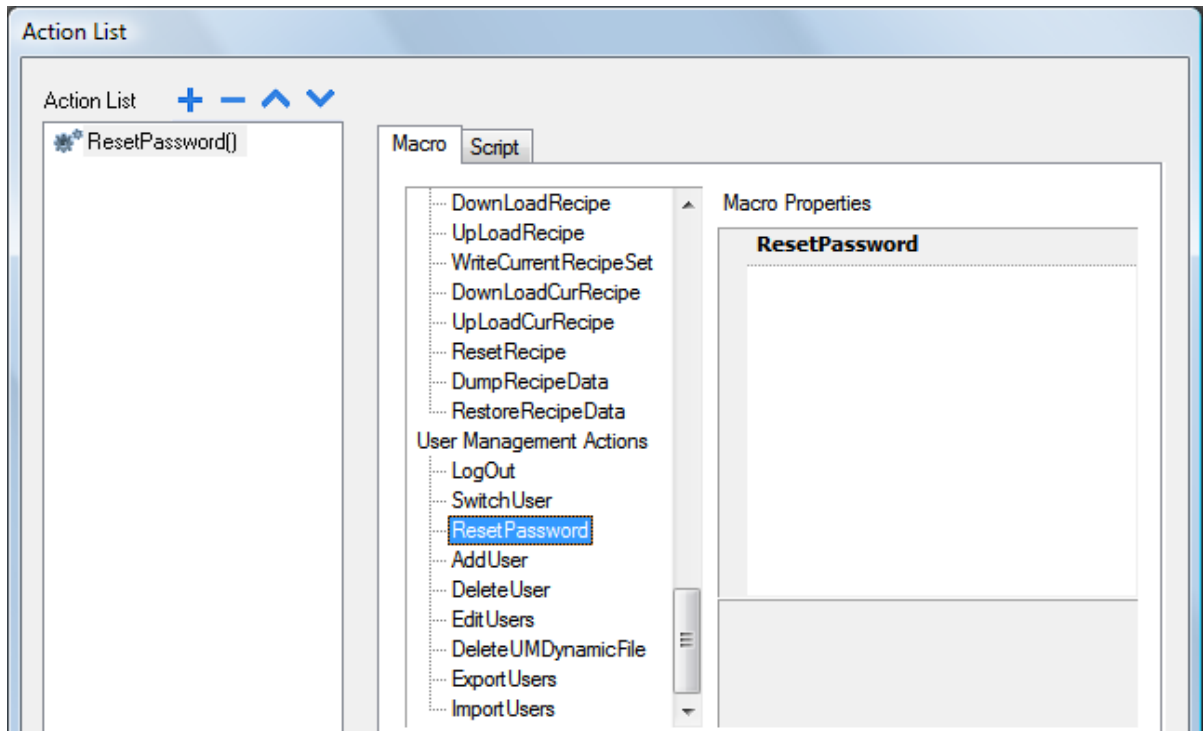 Action List
Action List
ResetPassword()
Macro
Script
DownLoadRecipe
UpLoadRecipe
WriteCurrentRecipeSet
DownLoadCurRecipe
UpLoadCurRecipe
ResetRecipe
DumpRecipeData
RestoreRecipeData
User Management Actions
LogOut
SwitchUser
ResetPassword
AddUser
DeleteUser
EditUsers
DeleteUMDynamicFile
ExportUsers
ImportUsers
Macro Properties
ResetPassword